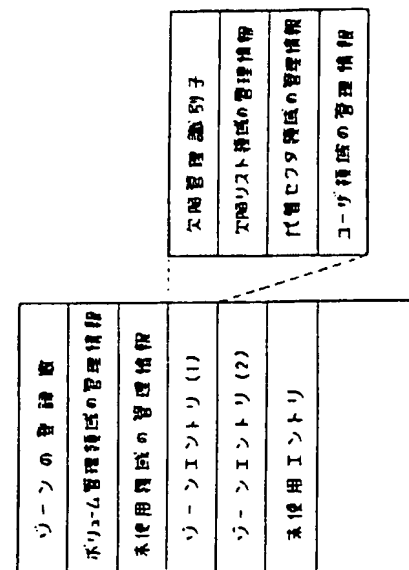 欠陥管理識別子
欠陥リスト領域の管理情報
代替セクタ領域の管理情報
ユーザ領域の管理情報
ゾーンの登録数
ボリューム管理領域の管理情報
未使用領域の管理情報
ゾーンエントリ(1)
ゾーンエントリ(2)
未使用エントリ